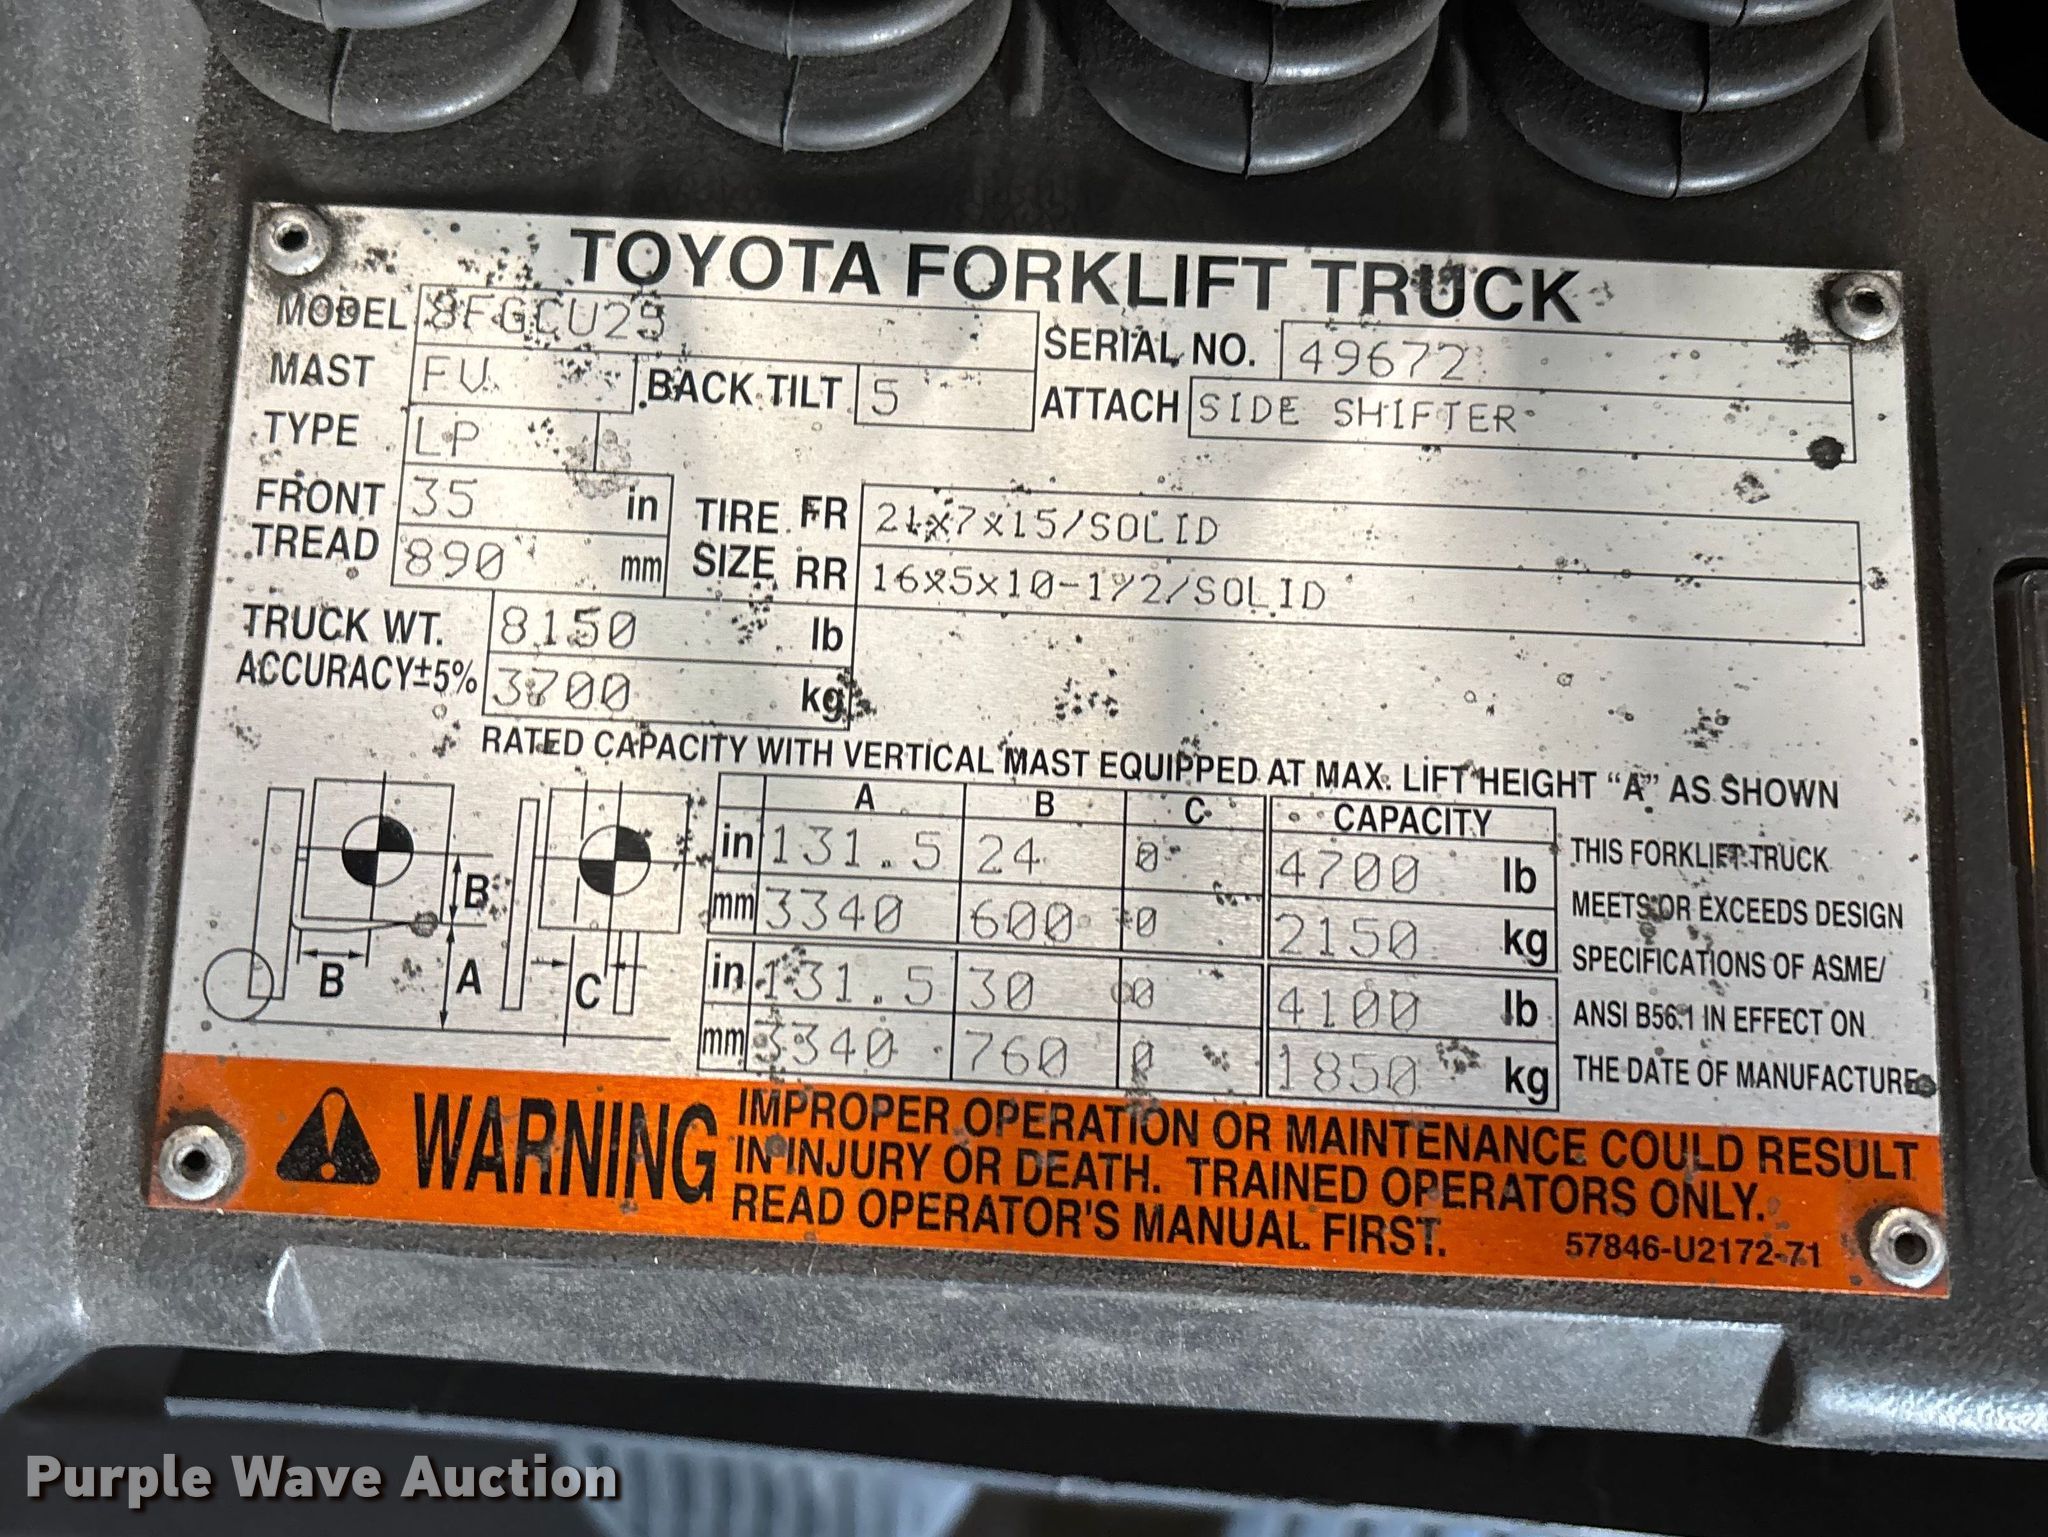 TOYOTA FORKLIFT TRUCK
MODEL 8FGCU25
SERIAL NO. 49672
MAST FV BACK TILT 5
ATTACH SIDE SHIFTER
TYPE LP
FRONT TREAD 35 in
890 mm
TIRE SIZE FR 21x7x15/SOLID
RR 16x5x10-1/2/SOLID
TRUCK WT. 8150 lb
ACCURACY±5% 3700 kg
RATED CAPACITY WITH VERTICAL MAST EQUIPPED AT MAX. LIFT HEIGHT "A" AS SHOWN
A B C CAPACITY
in 131.5 24 0 4700 lb
mm 3340 600 0 2150 kg
in 131.5 30 0 4100 lb
mm 3340 760 0 1850 kg
B
B A C
THIS FORKLIFT TRUCK
MEETS OR EXCEEDS DESIGN
SPECIFICATIONS OF ASME/
ANSI B56.1 IN EFFECT ON
THE DATE OF MANUFACTURE
WARNING
IMPROPER OPERATION OR MAINTENANCE COULD RESULT
IN INJURY OR DEATH. TRAINED OPERATORS ONLY.
READ OPERATOR'S MANUAL FIRST.
57846-U2172-71
Purple Wave Auction